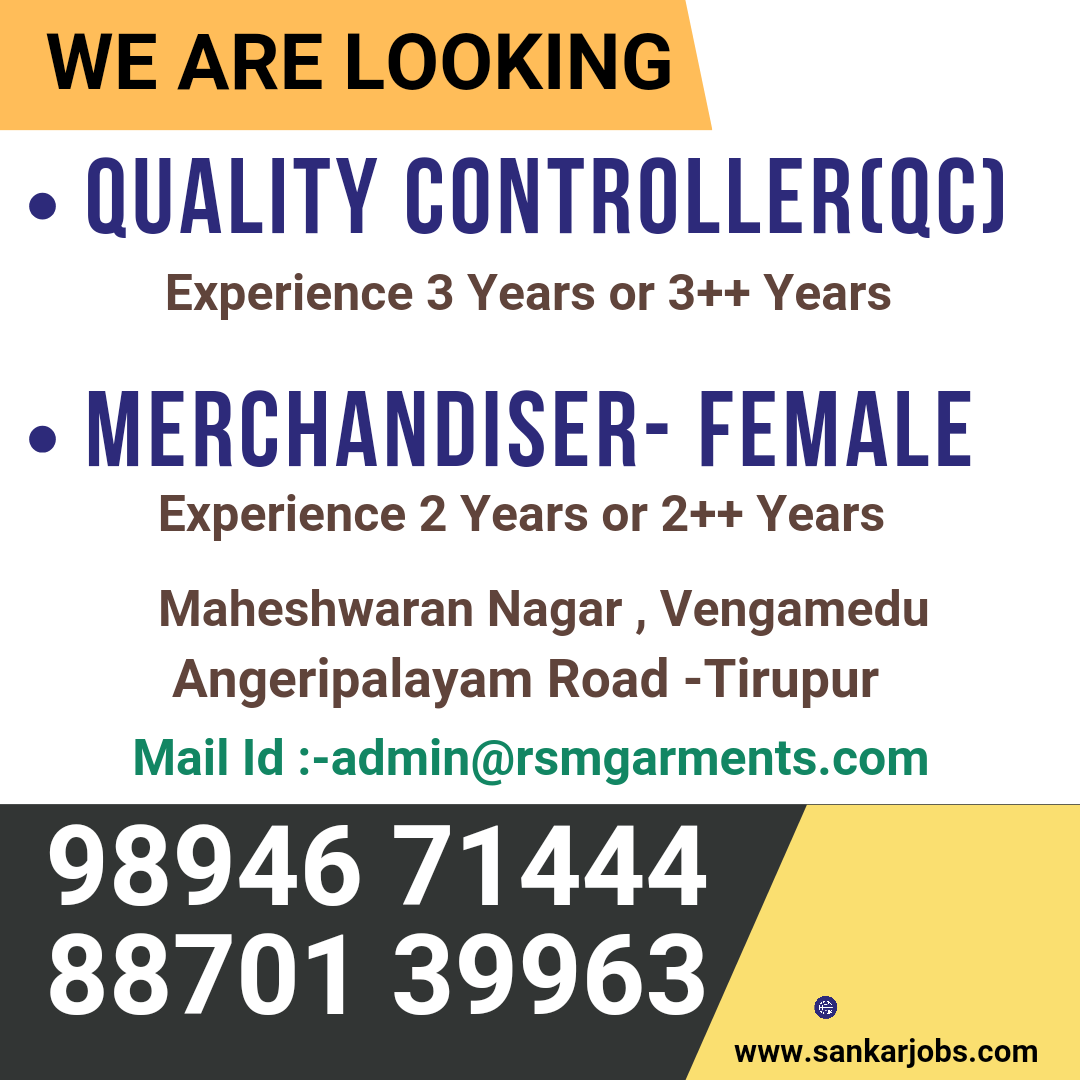 WE ARE LOOKING
• QUALITY CONTROLLER(QC)
Experience 3 Years or 3++ Years
• MERCHANDISER- FEMALE
Experience 2 Years or 2++ Years
Maheshwaran Nagar , Vengamedu
Angeripalayam Road -Tirupur
Mail Id :-admin@rsmgarments.com
98946 71444
88701 39963
www.sankarjobs.com